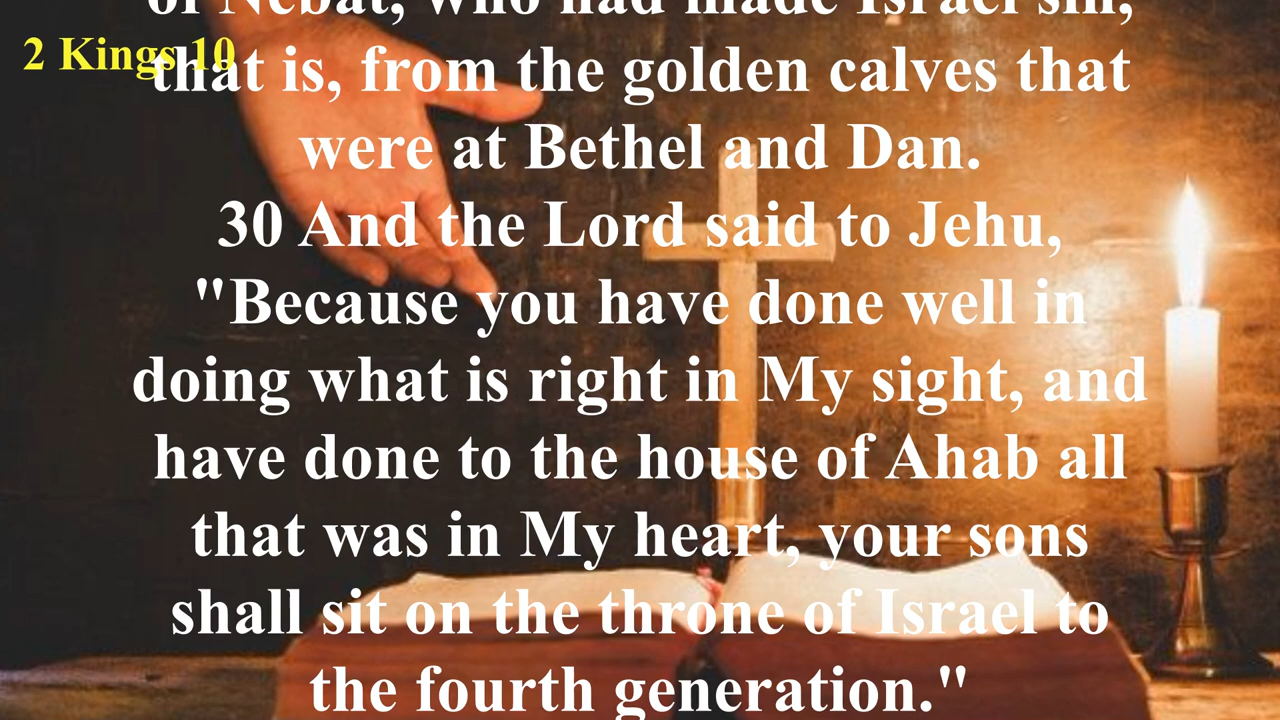 of Nebat, who had made Israel sin,
2 Kings 10
that is, from the golden calves that
were at Bethel and Dan.
30 And the Lord said to Jehu,
"Because you have done well in
doing what is right in My sight, and
have done to the house of Ahab all
that was in My heart, your sons
shall sit on the throne of Israel to
the fourth generation."